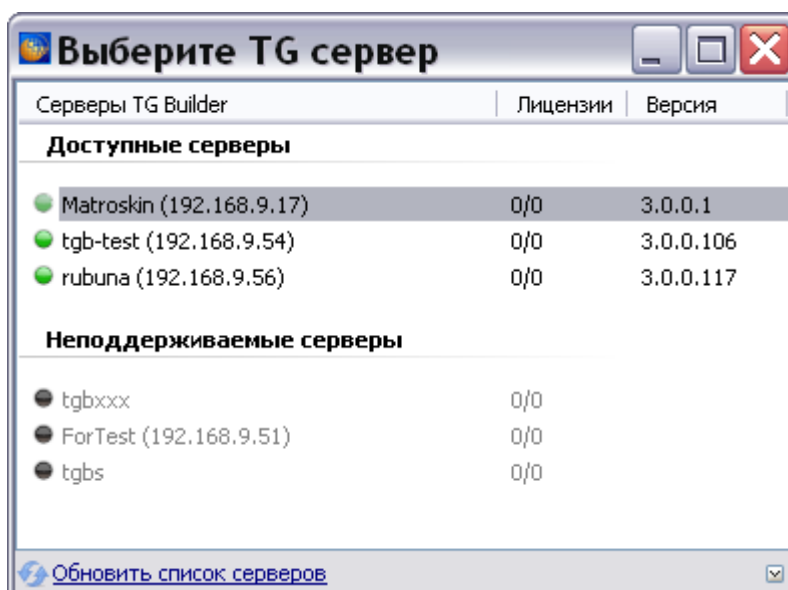 Выберите TG сервер
Серверы TG Builder Лицензии Версия
Доступные серверы
Matroskin (192.168.9.17) 0/0 3.0.0.1
tgb-test (192.168.9.54) 0/0 3.0.0.106
rubuna (192.168.9.56) 0/0 3.0.0.117
Неподдерживаемые серверы
tgbxxx 0/0
ForTest (192.168.9.51) 0/0
tgbs 0/0
Обновить список серверов